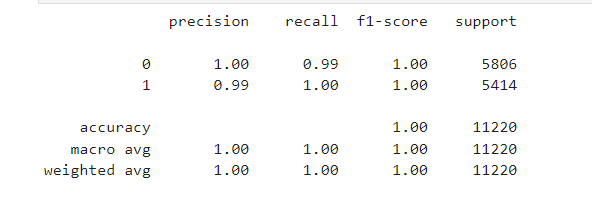 precision recall f1-score support
0 1.00 0.99 1.00 5806
1 0.99 1.00 1.00 5414
accuracy 1.00 11220
macro avg 1.00 1.00 1.00 11220
weighted avg 1.00 1.00 1.00 11220